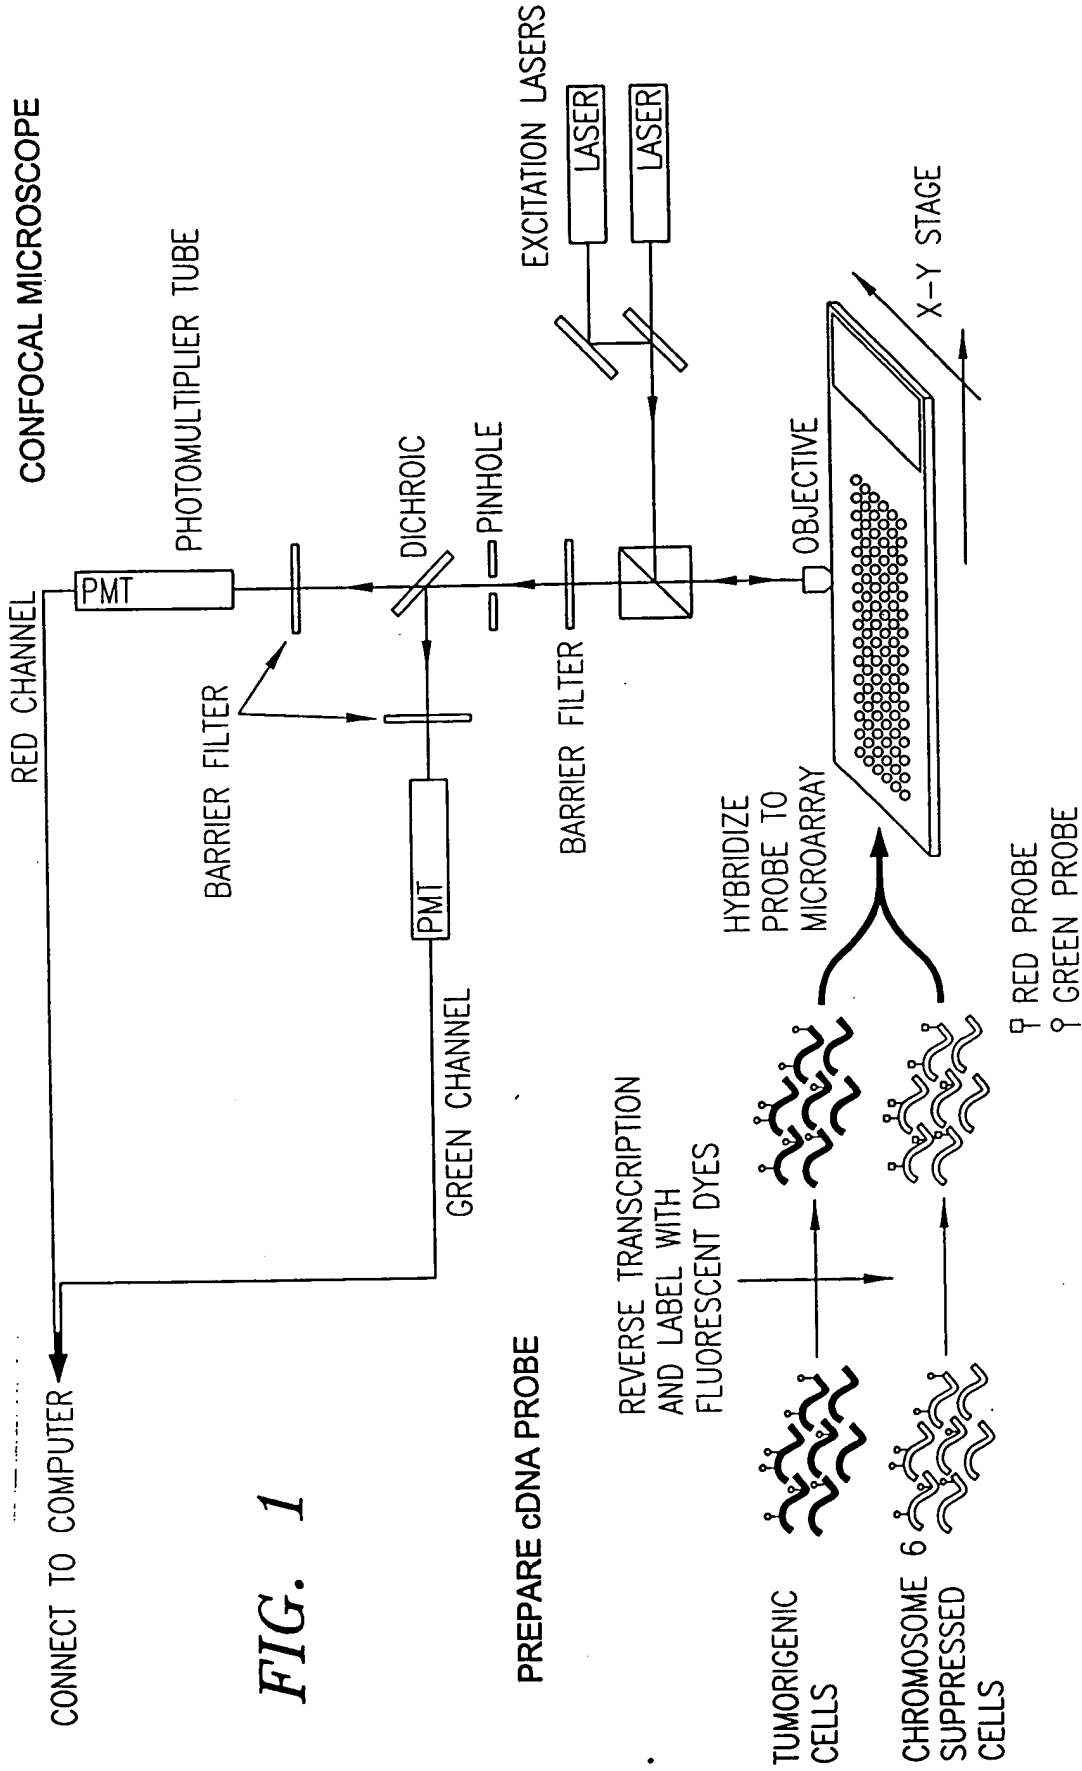 CONFOCAL MICROSCOPE
RED CHANNEL
PMT
PHOTOMULTIPLIER TUBE
BARRIER FILTER
DICHROIC
PINHOLE
EXCITATION LASERS
LASER
LASER
PMT
GREEN CHANNEL
BARRIER FILTER
CONNECT TO COMPUTER
FIG. 1
OBJECTIVE
X-Y STAGE
PREPARE cDNA PROBE
REVERSE TRANSCRIPTION
AND LABEL WITH
FLUORESCENT DYES
HYBRIDIZE
PROBE TO
MICROARRAY
TUMORIGENIC
CELLS
CHROMOSOME 6
SUPPRESSED
CELLS
RED PROBE
GREEN PROBE